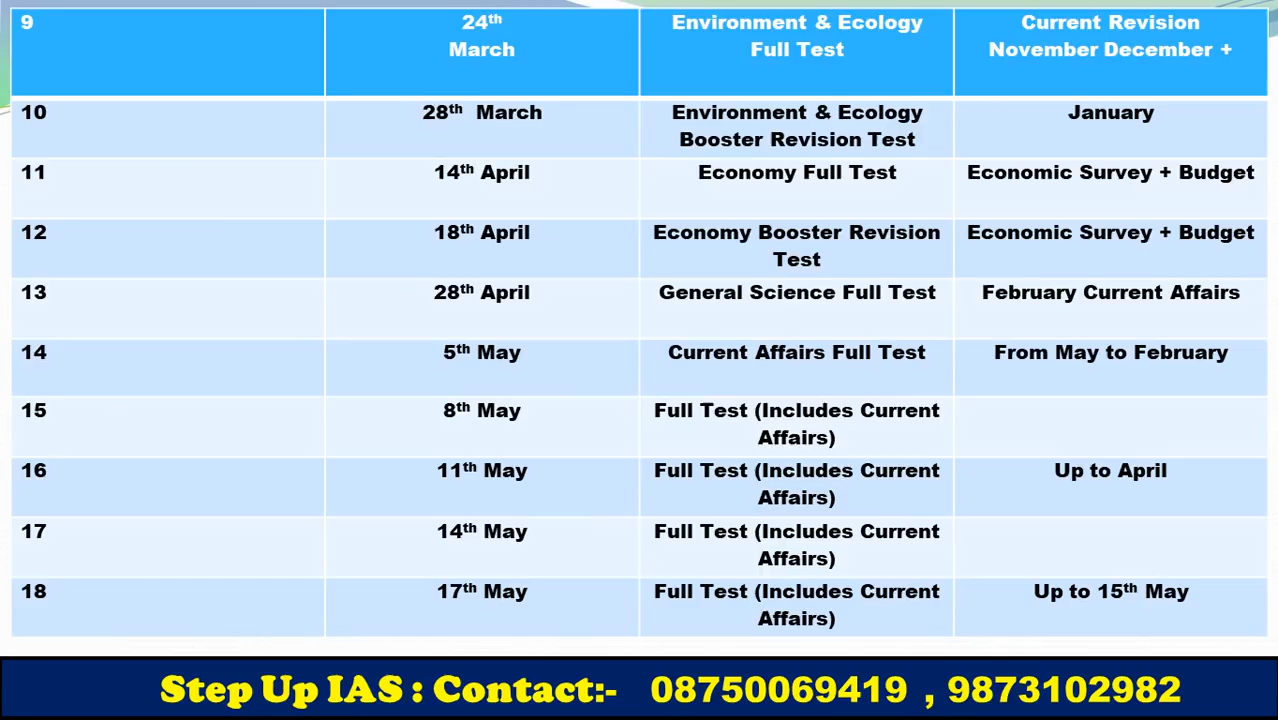 9 24th March Environment & Ecology Full Test Current Revision November December +
10 28th March Environment & Ecology Booster Revision Test January
11 14th April Economy Full Test Economic Survey + Budget
12 18th April Economy Booster Revision Test Economic Survey + Budget
13 28th April General Science Full Test February Current Affairs
14 5th May Current Affairs Full Test From May to February
15 8th May Full Test (Includes Current Affairs)
16 11th May Full Test (Includes Current Affairs) Up to April
17 14th May Full Test (Includes Current Affairs)
18 17th May Full Test (Includes Current Affairs) Up to 15th May
Step Up IAS : Contact:- 08750069419 , 9873102982